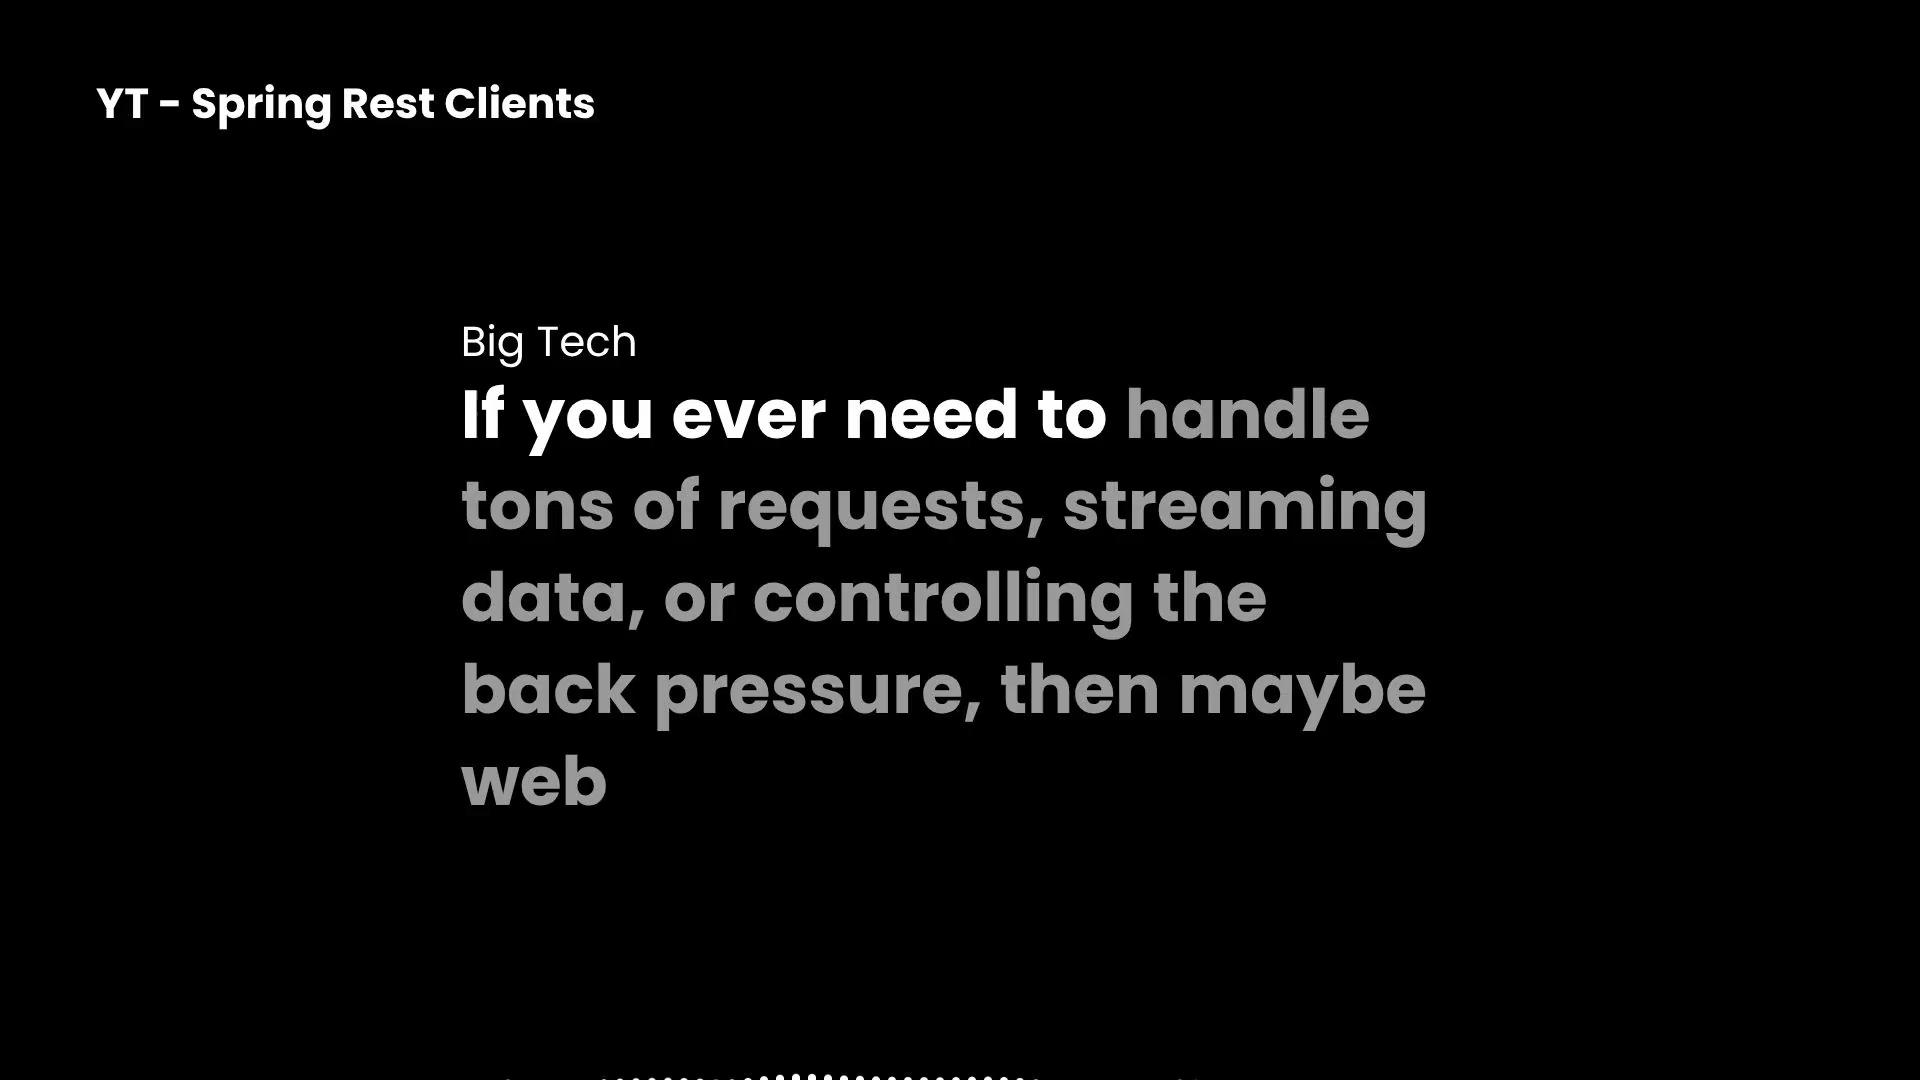 YT - Spring Rest Clients
Big Tech
If you ever need to handle
tons of requests, streaming
data, or controlling the
back pressure, then maybe
web